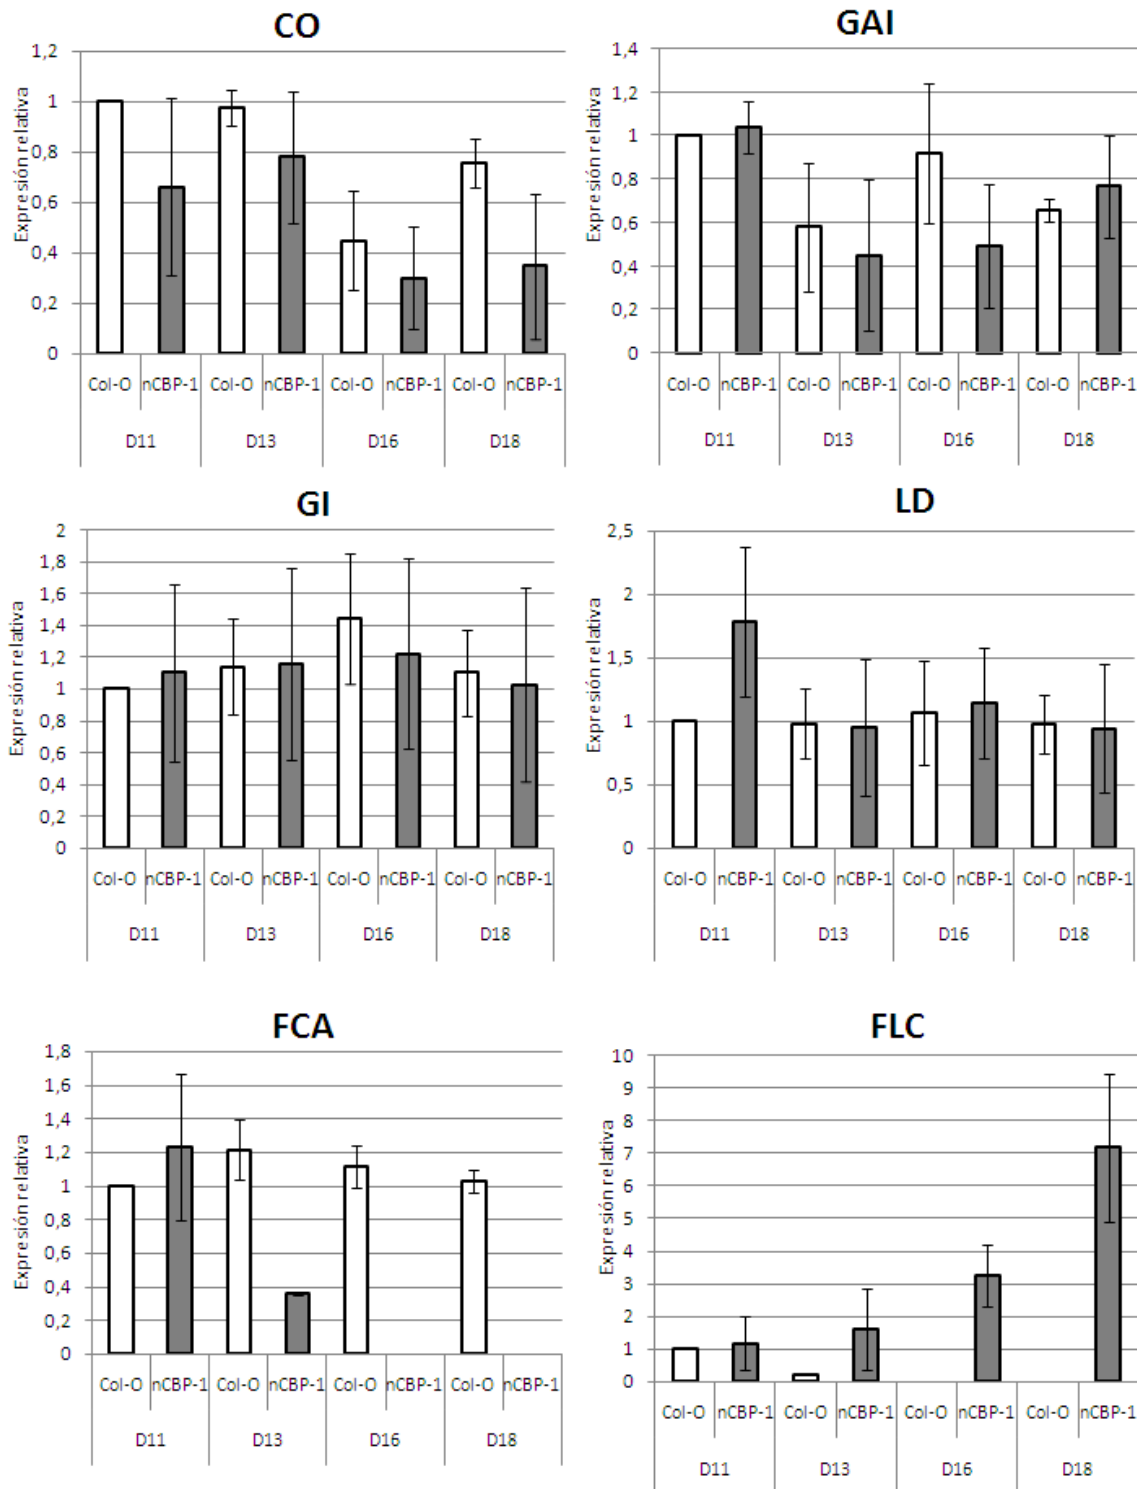 CO
Expresión relativa
1,2
1
0,8
0,6
0,4
0,2
0
Col-O nCBP-1 Col-O nCBP-1 Col-O nCBP-1 Col-O nCBP-1
D11 D13 D16 D18
GAI
Expresión relativa
1,4
1,2
1
0,8
0,6
0,4
0,2
0
Col-O nCBP-1 Col-O nCBP-1 Col-O nCBP-1 Col-O nCBP-1
D11 D13 D16 D18
GI
Expresión relativa
2
1,8
1,6
1,4
1,2
1
0,8
0,6
0,4
0,2
0
Col-O nCBP-1 Col-O nCBP-1 Col-O nCBP-1 Col-O nCBP-1
D11 D13 D16 D18
LD
Expresión relativa
2,5
2
1,5
1
0,5
0
Col-O nCBP-1 Col-O nCBP-1 Col-O nCBP-1 Col-O nCBP-1
D11 D13 D16 D18
FCA
Expresión relativa
1,8
1,6
1,4
1,2
1
0,8
0,6
0,4
0,2
0
Col-O nCBP-1 Col-O nCBP-1 Col-O nCBP-1 Col-O nCBP-1
D11 D13 D16 D18
FLC
Expresión relativa
10
9
8
7
6
5
4
3
2
1
0
Col-O nCBP-1 Col-O nCBP-1 Col-O nCBP-1 Col-O nCBP-1
D11 D13 D16 D18